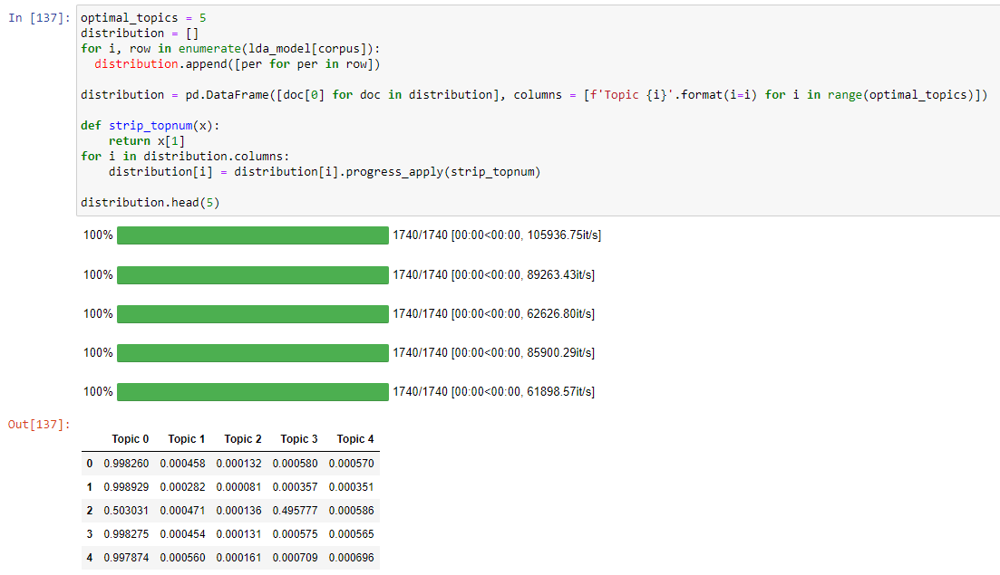 In [137]: optimal_topics = 5
distribution = []
for i, row in enumerate(lda_model[corpus]):
  distribution.append([per for per in row])

distribution = pd.DataFrame([doc[0] for doc in distribution], columns = [f'Topic {i}'.format(i=i) for i in range(optimal_topics)])

def strip_topnum(x):
    return x[1]
for i in distribution.columns:
    distribution[i] = distribution[i].progress_apply(strip_topnum)

distribution.head(5)
100% 1740/1740 [00:00<00:00, 105936.75it/s]
100% 1740/1740 [00:00<00:00, 89263.43it/s]
100% 1740/1740 [00:00<00:00, 62626.80it/s]
100% 1740/1740 [00:00<00:00, 85900.29it/s]
100% 1740/1740 [00:00<00:00, 61898.57it/s]
Out[137]:
Topic 0 Topic 1 Topic 2 Topic 3 Topic 4
0 0.998260 0.000458 0.000132 0.000580 0.000570
1 0.998929 0.000282 0.000081 0.000357 0.000351
2 0.503031 0.000471 0.000136 0.495777 0.000586
3 0.998275 0.000454 0.000131 0.000575 0.000565
4 0.997874 0.000560 0.000161 0.000709 0.000696